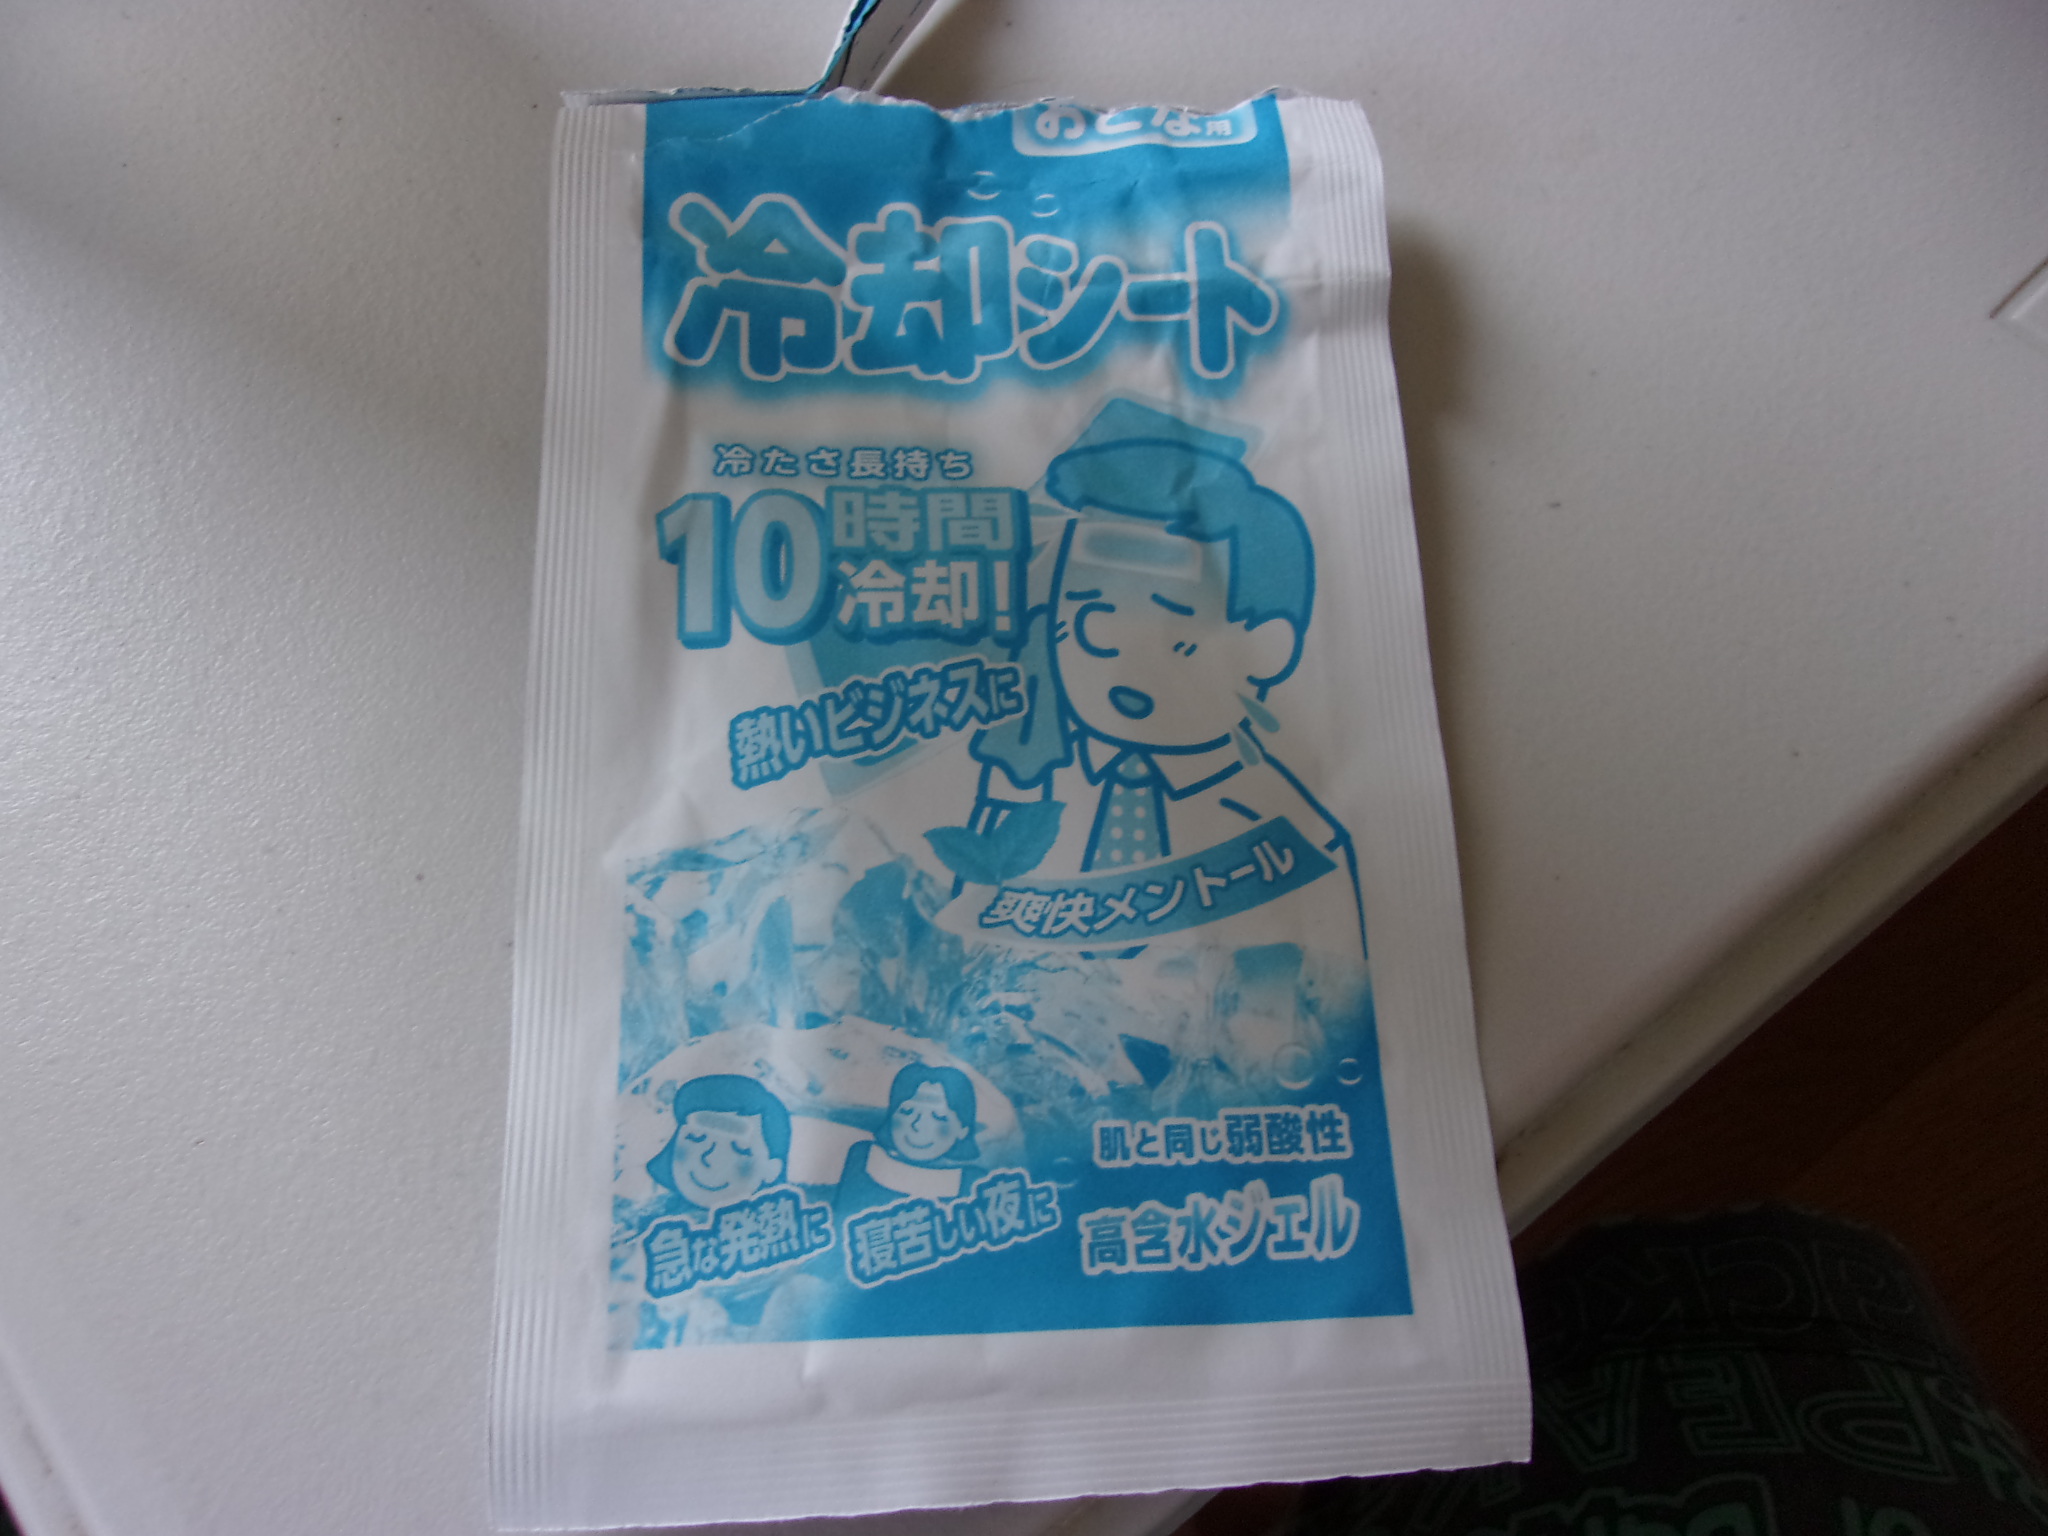 おとな用
冷却シート
冷たさ長持ち
10時間
冷却!
熱いビジネスに
爽快メントール
肌と同じ弱酸性
高含水ジェル
急な発熱に
寝苦しい夜に